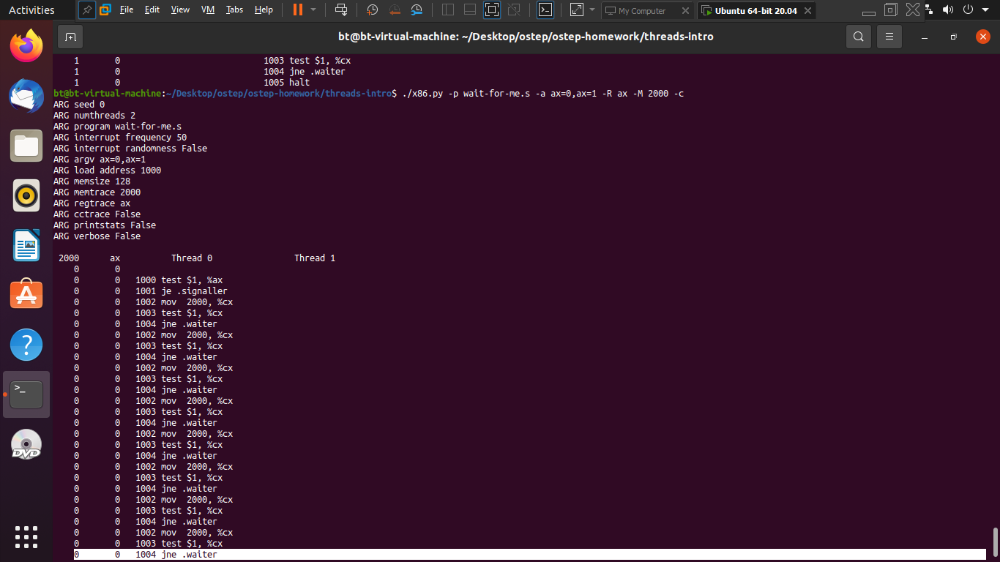 Activities File Edit View VM Tabs Help My Computer Ubuntu 64-bit 20.04
bt@bt-virtual-machine: ~/Desktop/ostep/ostep-homework/threads-intro
1 0 1003 test $1, %cx
1 0 1004 jne .waiter
1 0 1005 halt
bt@bt-virtual-machine:~/Desktop/ostep/ostep-homework/threads-intro$ ./x86.py -p wait-for-me.s -a ax=0,ax=1 -R ax -M 2000 -c
ARG seed 0
ARG numthreads 2
ARG program wait-for-me.s
ARG interrupt frequency 50
ARG interrupt randomness False
ARG argv ax=0,ax=1
ARG load address 1000
ARG memsize 128
ARG memtrace 2000
ARG regtrace ax
ARG cctrace False
ARG printstats False
ARG verbose False
2000 ax Thread 0 Thread 1
0 0
0 0 1000 test $1, %ax
0 0 1001 je .signaller
0 0 1002 mov  2000, %cx
0 0 1003 test $1, %cx
0 0 1004 jne .waiter
0 0 1002 mov  2000, %cx
0 0 1003 test $1, %cx
0 0 1004 jne .waiter
0 0 1002 mov  2000, %cx
0 0 1003 test $1, %cx
0 0 1004 jne .waiter
0 0 1002 mov  2000, %cx
0 0 1003 test $1, %cx
0 0 1004 jne .waiter
0 0 1002 mov  2000, %cx
0 0 1003 test $1, %cx
0 0 1004 jne .waiter
0 0 1002 mov  2000, %cx
0 0 1003 test $1, %cx
0 0 1004 jne .waiter
0 0 1002 mov  2000, %cx
0 0 1003 test $1, %cx
0 0 1004 jne .waiter
0 0 1002 mov  2000, %cx
0 0 1003 test $1, %cx
0 0 1004 jne .waiter
DVD